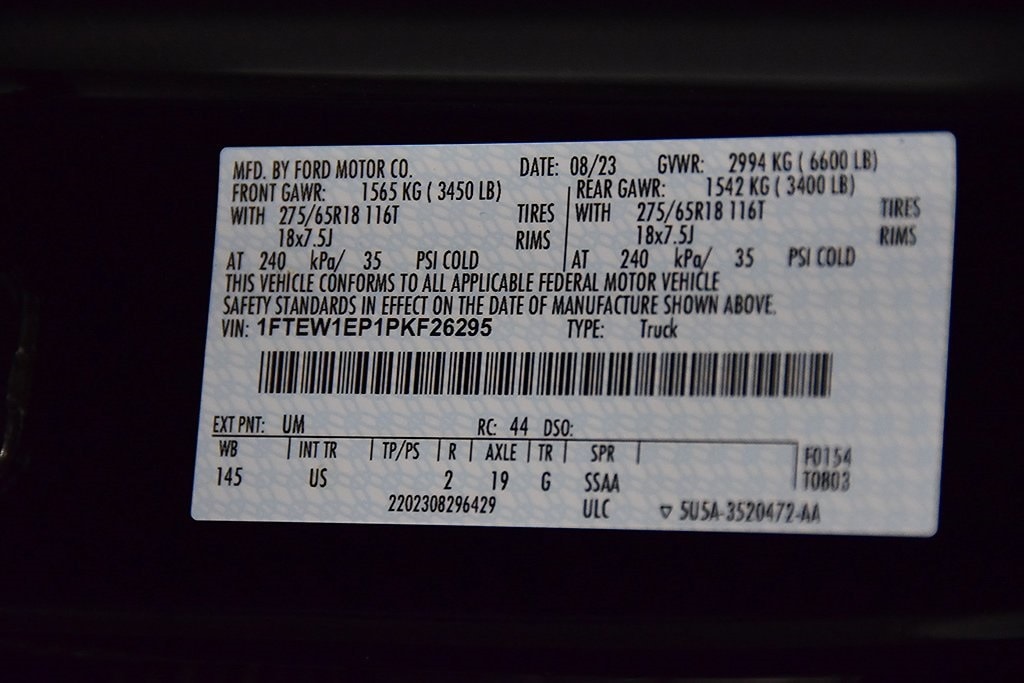 MFD. BY FORD MOTOR CO. DATE: 08/23 GVWR: 2994 KG ( 6600 LB)
FRONT GAWR: 1565 KG ( 3450 LB) REAR GAWR: 1542 KG ( 3400 LB)
WITH 275/65R18 116T TIRES WITH 275/65R18 116T TIRES
18x7.5J RIMS 18x7.5J RIMS
AT 240 kPa/ 35 PSI COLD AT 240 kPa/ 35 PSI COLD
THIS VEHICLE CONFORMS TO ALL APPLICABLE FEDERAL MOTOR VEHICLE
SAFETY STANDARDS IN EFFECT ON THE DATE OF MANUFACTURE SHOWN ABOVE.
VIN: 1FTEW1EP1PKF26295 TYPE: Truck
EXT PNT: UM RC: 44 DSO:
WB INT TR TP/PS R AXLE TR SPR F0154
145 US 2 19 G SSAA T0803
2202308296429 ULC ▽ 5U5A-3520472-AA